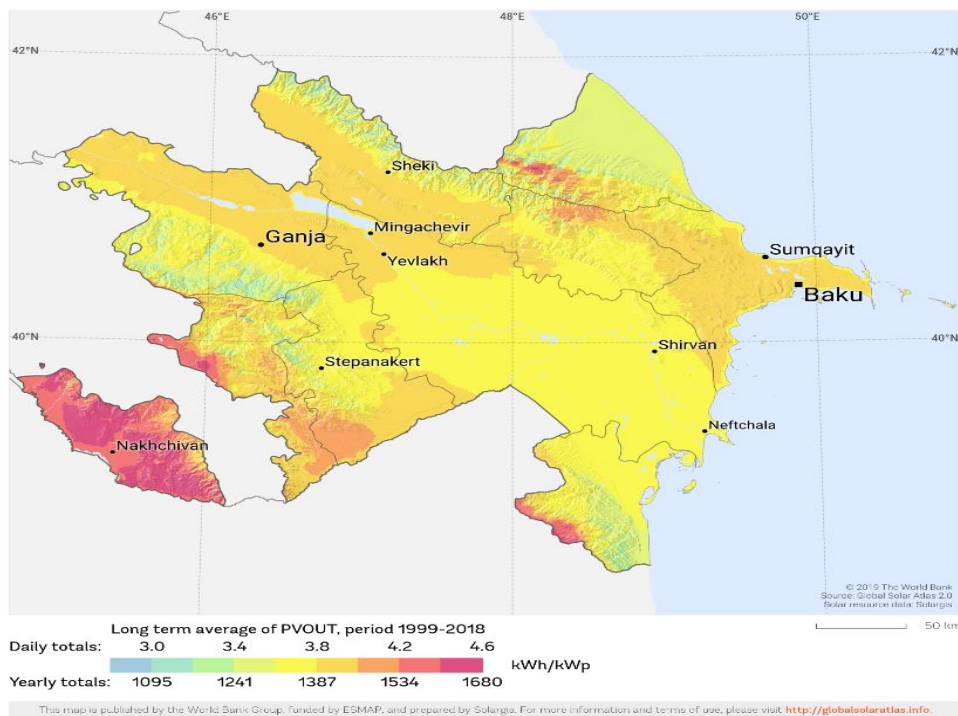 46°E 48°E 50°E
42°N 42°N
Sheki
Mingachevir
Ganja
Yevlakh
Sumqayit
Baku
40°N 40°N
Shirvan
Stepanakert
Neftchala
Nakhchivan
© 2019 The World Bank
Source: Global Solar Atlas 2.0
Solar resource data: Solargis
50 km
Long term average of PVOUT, period 1999-2018
Daily totals: 3.0 3.4 3.8 4.2 4.6
kWh/kWp
Yearly totals: 1095 1241 1387 1534 1680
This map is published by the World Bank Group, funded by ESMAP, and prepared by Solargis. For more information and terms of use, please visit http://globalsolaratlas.info.